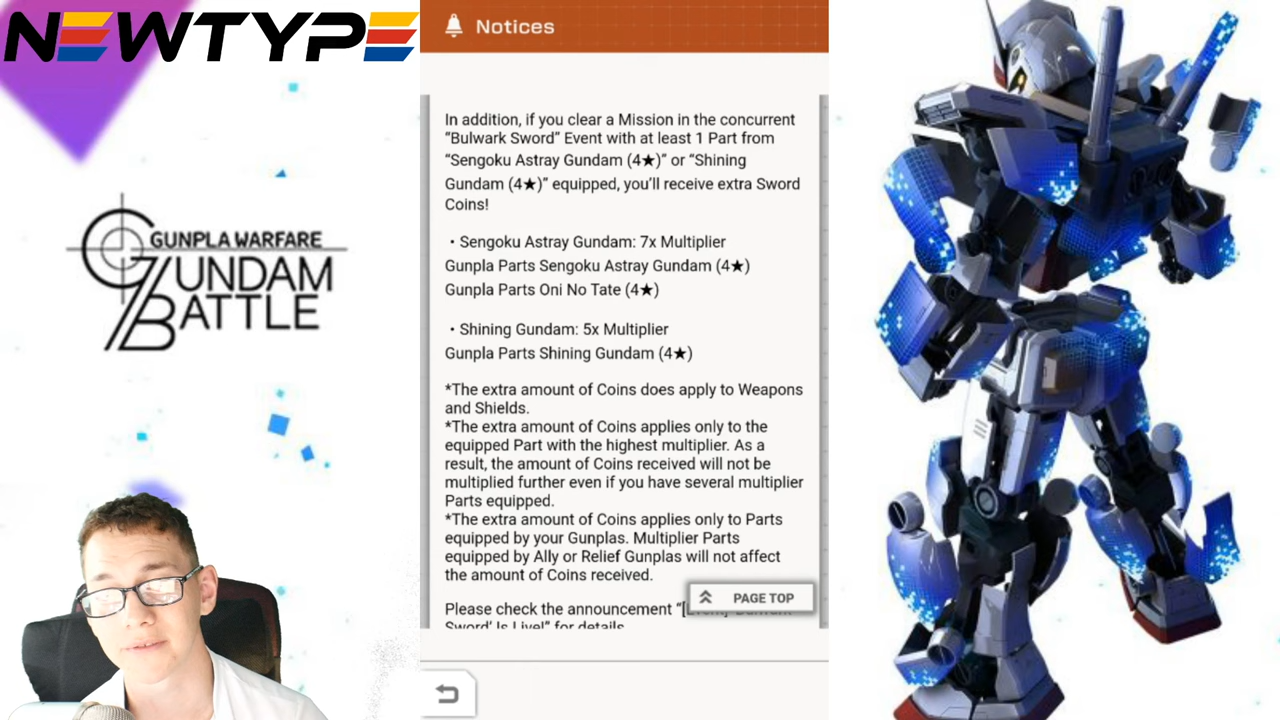 NEWTYPE
GUNPLA WARFARE
GUNDAM
BATTLE
Notices
In addition, if you clear a Mission in the concurrent
“Bulwark Sword” Event with at least 1 Part from
“Sengoku Astray Gundam (4★)” or “Shining
Gundam (4★)” equipped, you’ll receive extra Sword
Coins!
・Sengoku Astray Gundam: 7x Multiplier
Gunpla Parts Sengoku Astray Gundam (4★)
Gunpla Parts Oni No Tate (4★)
・Shining Gundam: 5x Multiplier
Gunpla Parts Shining Gundam (4★)
*The extra amount of Coins does apply to Weapons
and Shields.
*The extra amount of Coins applies only to the
equipped Part with the highest multiplier. As a
result, the amount of Coins received will not be
multiplied further even if you have several multiplier
Parts equipped.
*The extra amount of Coins applies only to Parts
equipped by your Gunplas. Multiplier Parts
equipped by Ally or Relief Gunplas will not affect
the amount of Coins received.
PAGE TOP
Please check the announcement “[
Sword’ Is Live!” for details